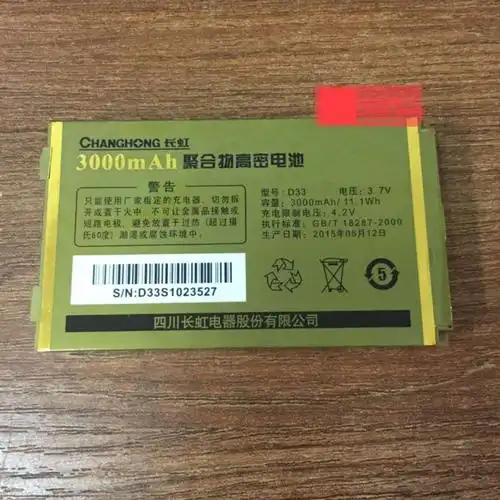 CHANGHONG 长虹
3000mAh 聚合物高密电池
警告
只能使用厂家指定的充电器，切勿拆
开或置于火中，不可让金属品接触或
短路电极，避免放置于过热（超过摄
氏60度）潮湿或腐蚀环境中。
型号：D33 电压：3.7V
容量：3000mAh/11.1Wh
充电限制电压：4.2V
执行标准：GB/T 18287-2000
生产日期：2015年05月12日
S/N:D33S1023527
5
四川长虹电器股份有限公司